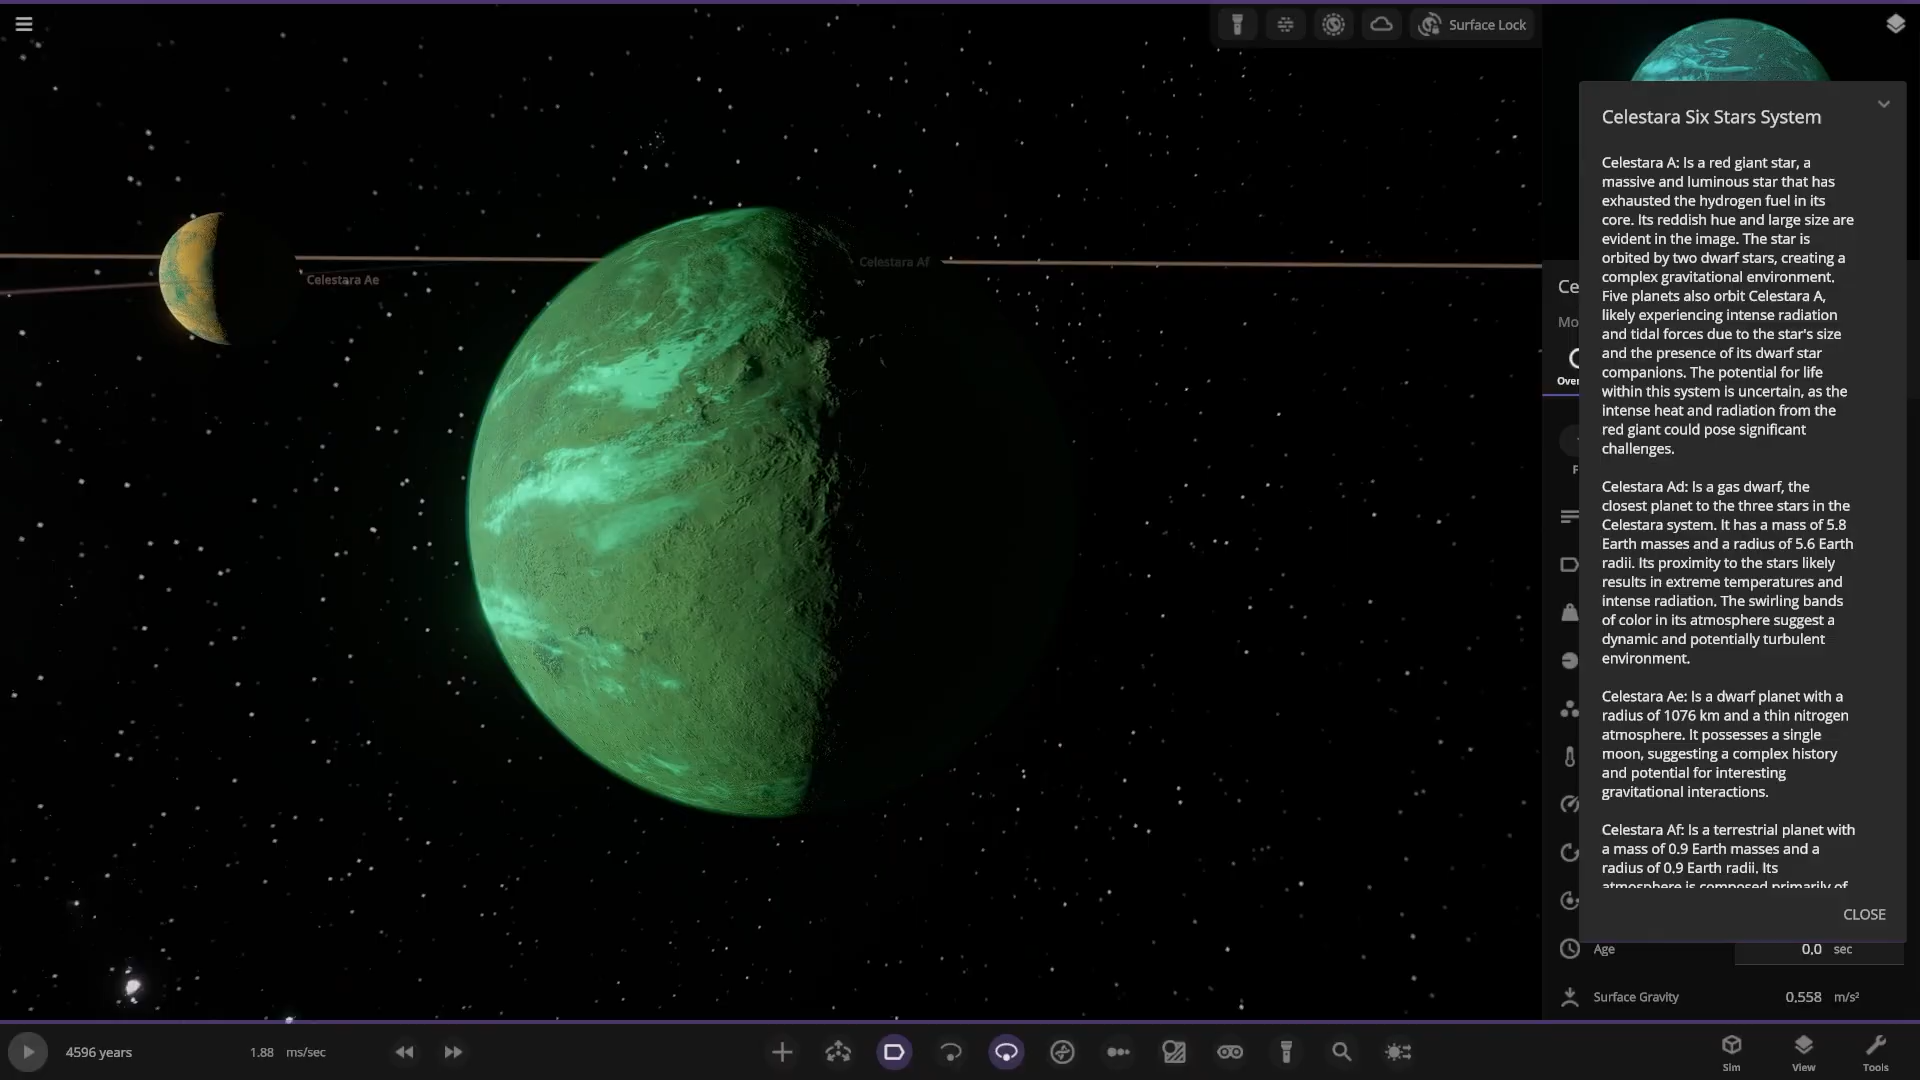 Surface Lock
Celestara Six Stars System
Celestara A: Is a red giant star, a
massive and luminous star that has
exhausted the hydrogen fuel in its
core. Its reddish hue and large size are
evident in the image. The star is
orbited by two dwarf stars, creating a
complex gravitational environment.
Five planets also orbit Celestara A,
likely experiencing intense radiation
and tidal forces due to the star's size
and the presence of its dwarf star
companions. The potential for life
within this system is uncertain, as the
intense heat and radiation from the
red giant could pose significant
challenges.
Celestara Ad: Is a gas dwarf, the
closest planet to the three stars in the
Celestara system. It has a mass of 5.8
Earth masses and a radius of 5.6 Earth
radii. Its proximity to the stars likely
results in extreme temperatures and
intense radiation. The swirling bands
of color in its atmosphere suggest a
dynamic and potentially turbulent
environment.
Celestara Ae: Is a dwarf planet with a
radius of 1076 km and a thin nitrogen
atmosphere. It possesses a single
moon, suggesting a complex history
and potential for interesting
gravitational interactions.
Celestara Af: Is a terrestrial planet with
a mass of 0.9 Earth masses and a
radius of 0.9 Earth radii. Its
atmosphere is composed primarily of
CLOSE
Celestara Ae
Celestara Af
Ce
Mo
Over
Age 0.0 sec
Surface Gravity 0.558 m/s²
4596 years 1.88 ms/sec
Sim View Tools